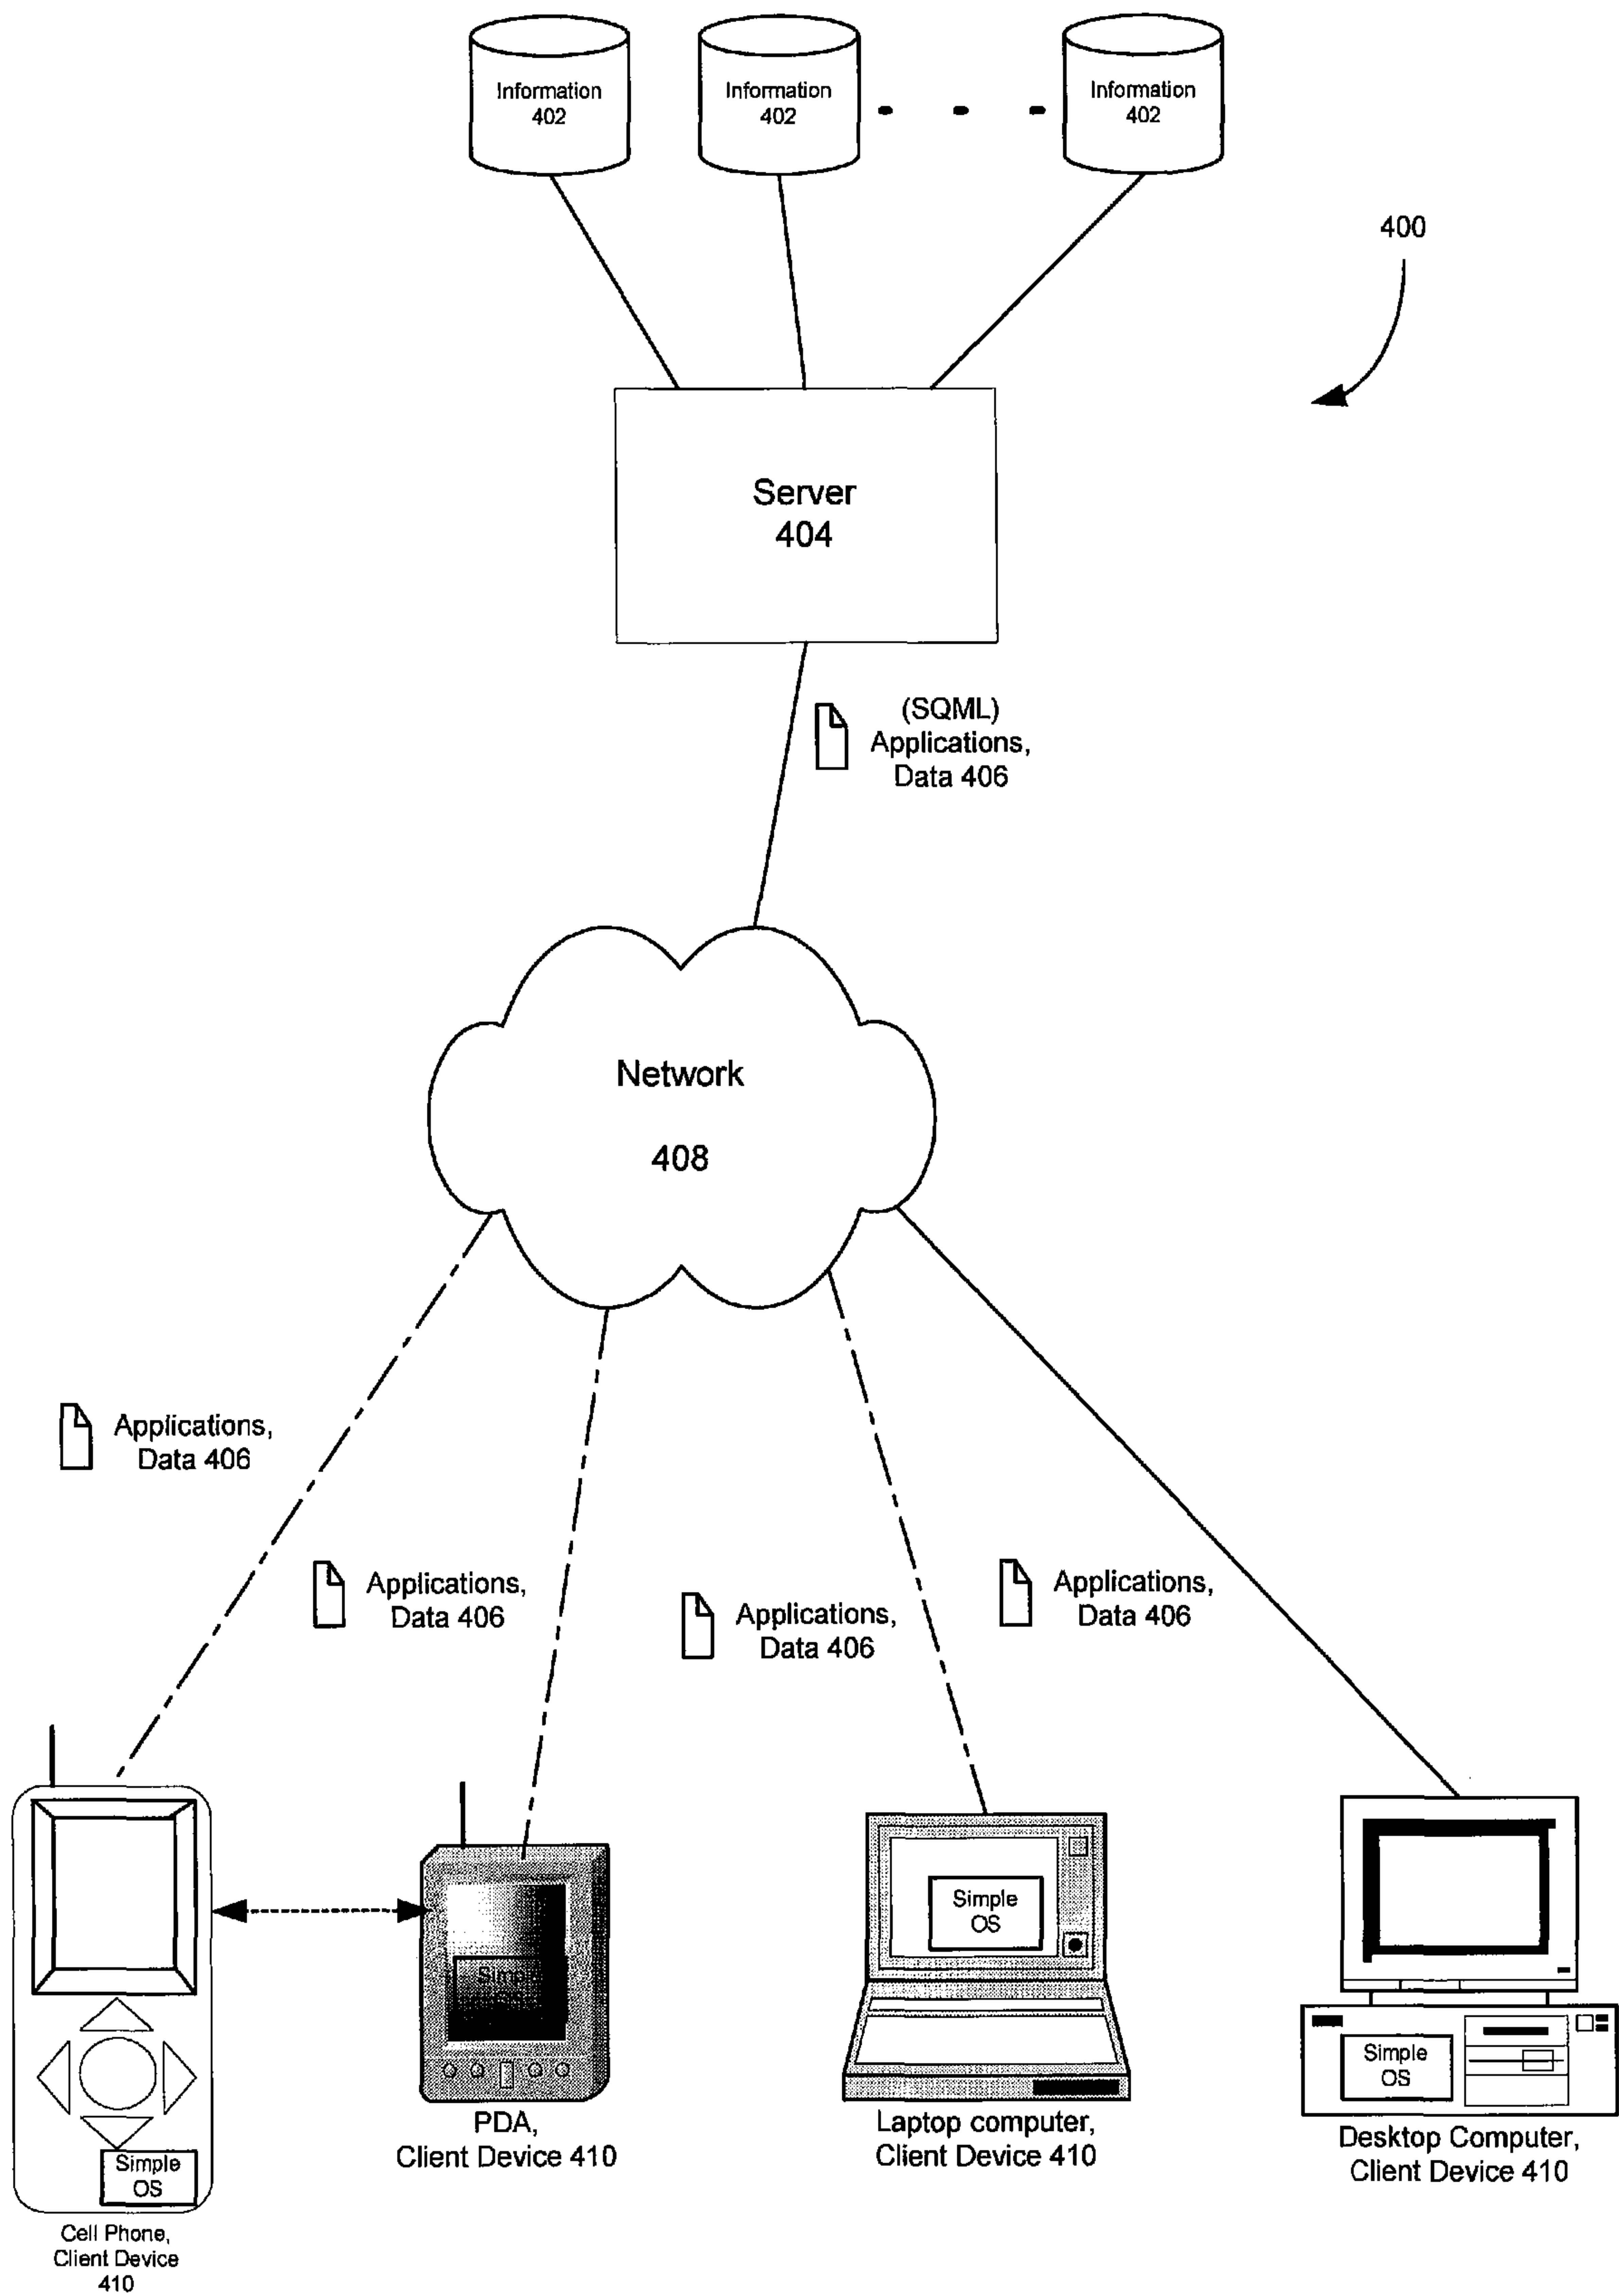 Information
402
Information
402
Information
402
400
Server
404
(SQML)
Applications,
Data 406
Network
408
Applications,
Data 406
Applications,
Data 406
Applications,
Data 406
Applications,
Data 406
Simple
OS
Simple
Simple
OS
Simple
OS
PDA,
Client Device 410
Laptop computer,
Client Device 410
Desktop Computer,
Client Device 410
Cell Phone,
Client Device
410